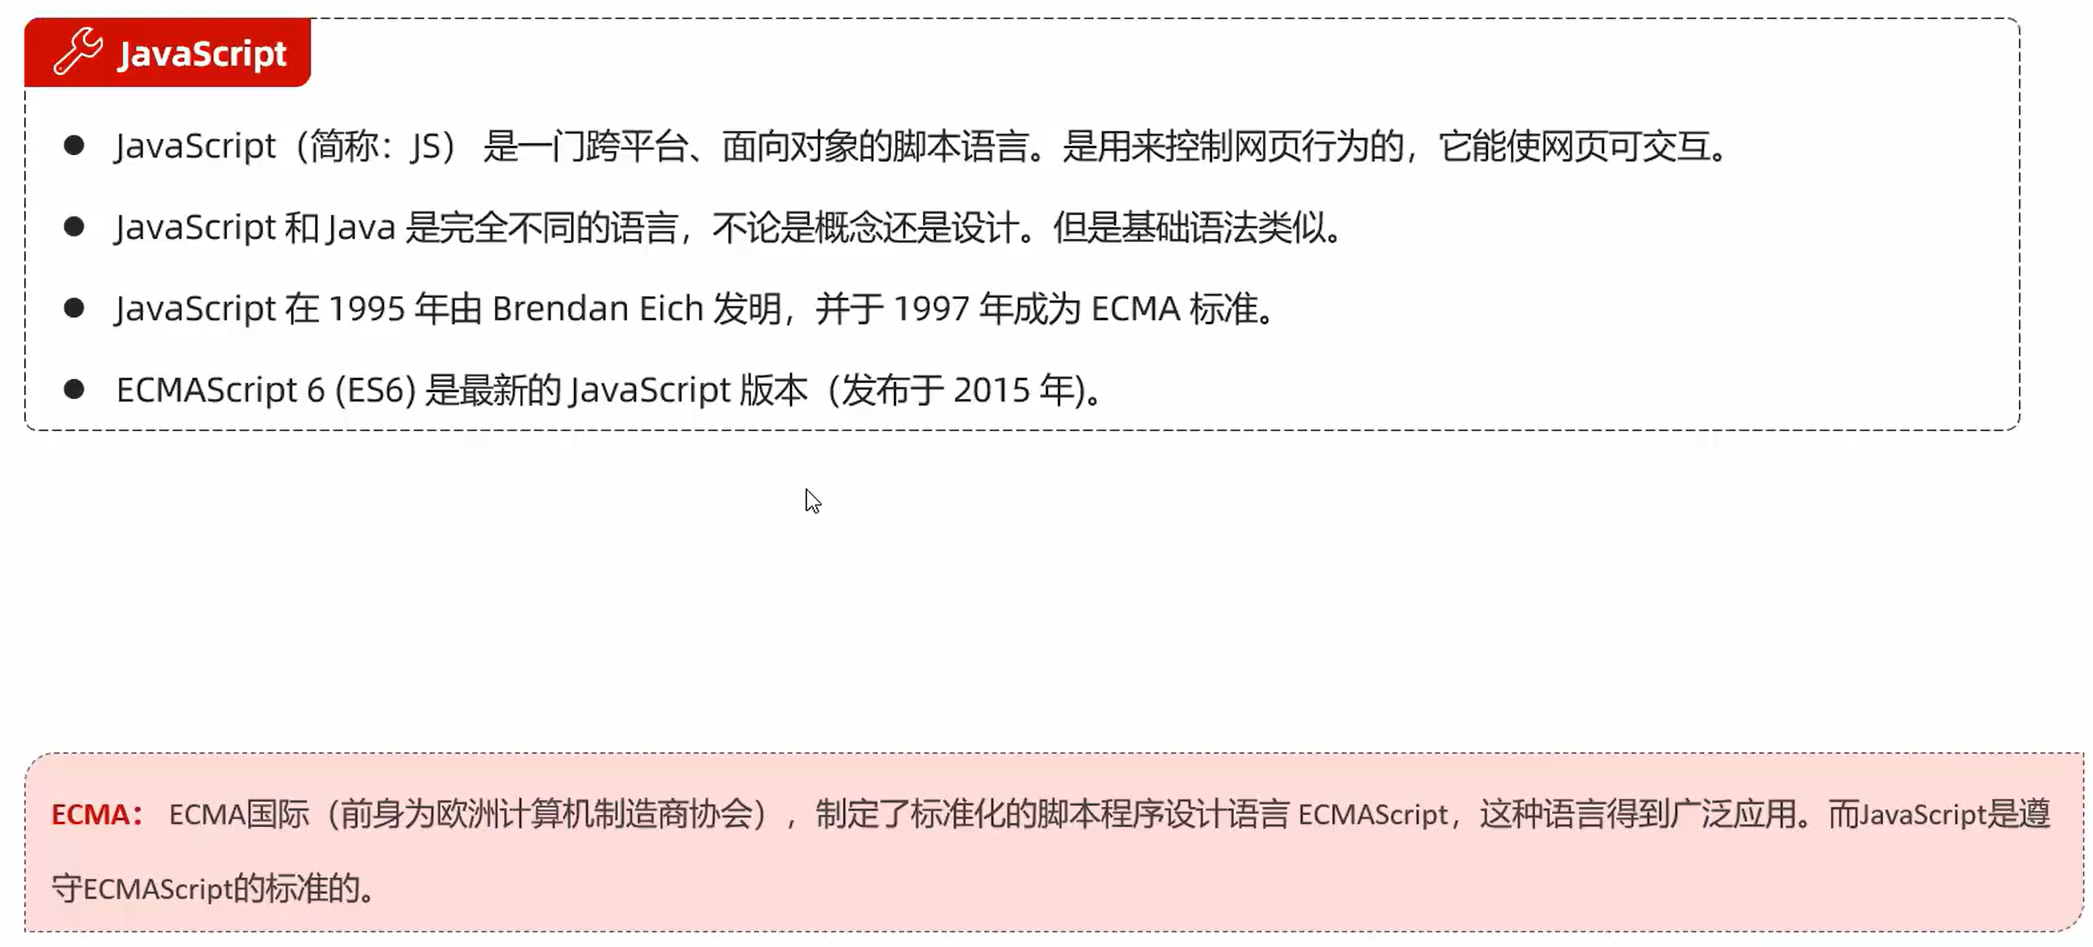 JavaScript
JavaScript（简称：JS） 是一门跨平台、面向对象的脚本语言。是用来控制网页行为的，它能使网页可交互。
JavaScript 和 Java 是完全不同的语言，不论是概念还是设计。但是基础语法类似。
JavaScript 在 1995 年由 Brendan Eich 发明，并于 1997 年成为 ECMA 标准。
ECMAScript 6 (ES6) 是最新的 JavaScript 版本（发布于 2015 年)。
ECMA： ECMA国际（前身为欧洲计算机制造商协会），制定了标准化的脚本程序设计语言 ECMAScript，这种语言得到广泛应用。而JavaScript是遵
守ECMAScript的标准的。